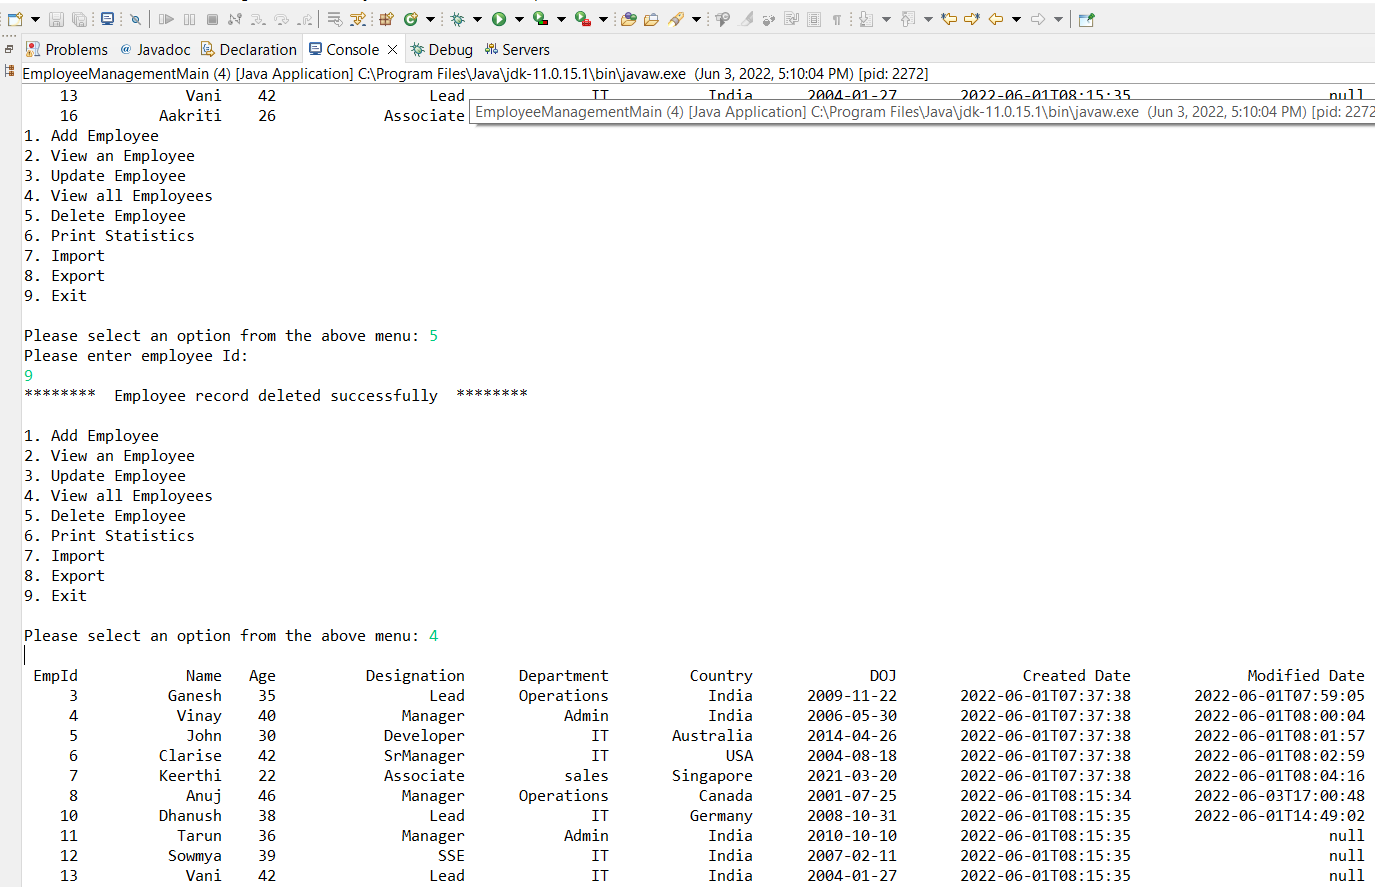 Problems @ Javadoc Declaration Console Debug Servers
EmployeeManagementMain (4) [Java Application] C:\Program Files\Java\jdk-11.0.15.1\bin\javaw.exe (Jun 3, 2022, 5:10:04 PM) [pid: 2272]
13 Vani 42 Lead IT India 2004-01-27 2022-06-01T08:15:35 null
16 Aakriti 26 Associate
EmployeeManagementMain (4) [Java Application] C:\Program Files\Java\jdk-11.0.15.1\bin\javaw.exe (Jun 3, 2022, 5:10:04 PM) [pid: 2272
1. Add Employee
2. View an Employee
3. Update Employee
4. View all Employees
5. Delete Employee
6. Print Statistics
7. Import
8. Export
9. Exit
Please select an option from the above menu: 5
Please enter employee Id:
9
******** Employee record deleted successfully ********
1. Add Employee
2. View an Employee
3. Update Employee
4. View all Employees
5. Delete Employee
6. Print Statistics
7. Import
8. Export
9. Exit
Please select an option from the above menu: 4
EmpId Name Age Designation Department Country DOJ Created Date Modified Date
3 Ganesh 35 Lead Operations India 2009-11-22 2022-06-01T07:37:38 2022-06-01T07:59:05
4 Vinay 40 Manager Admin India 2006-05-30 2022-06-01T07:37:38 2022-06-01T08:00:04
5 John 30 Developer IT Australia 2014-04-26 2022-06-01T07:37:38 2022-06-01T08:01:57
6 Clarise 42 SrManager IT USA 2004-08-18 2022-06-01T07:37:38 2022-06-01T08:02:59
7 Keerthi 22 Associate sales Singapore 2021-03-20 2022-06-01T07:37:38 2022-06-01T08:04:16
8 Anuj 46 Manager Operations Canada 2001-07-25 2022-06-01T08:15:34 2022-06-03T17:00:48
10 Dhanush 38 Lead IT Germany 2008-10-31 2022-06-01T08:15:35 2022-06-01T14:49:02
11 Tarun 36 Manager Admin India 2010-10-10 2022-06-01T08:15:35 null
12 Sowmya 39 SSE IT India 2007-02-11 2022-06-01T08:15:35 null
13 Vani 42 Lead IT India 2004-01-27 2022-06-01T08:15:35 null